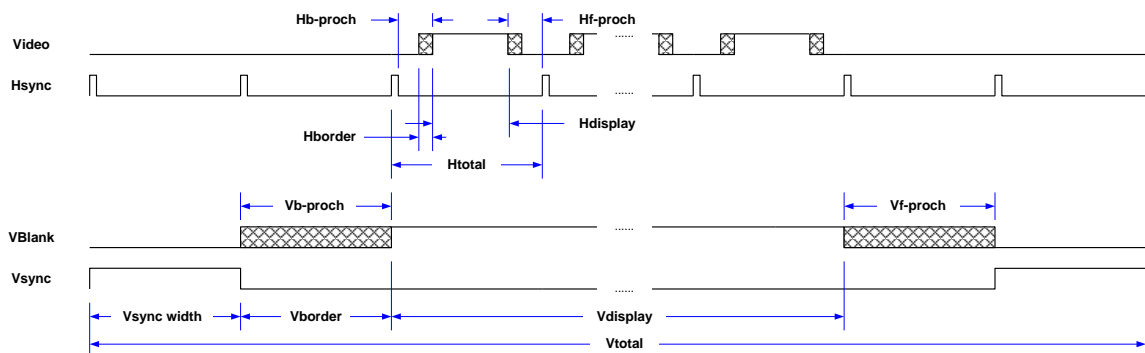 Hb-proch Hf-proch
Video ......
Hsync ......
Hborder Hdisplay
Htotal
Vb-proch Vf-proch
VBlank ......
Vsync ......
Vsync width Vborder Vdisplay
Vtotal